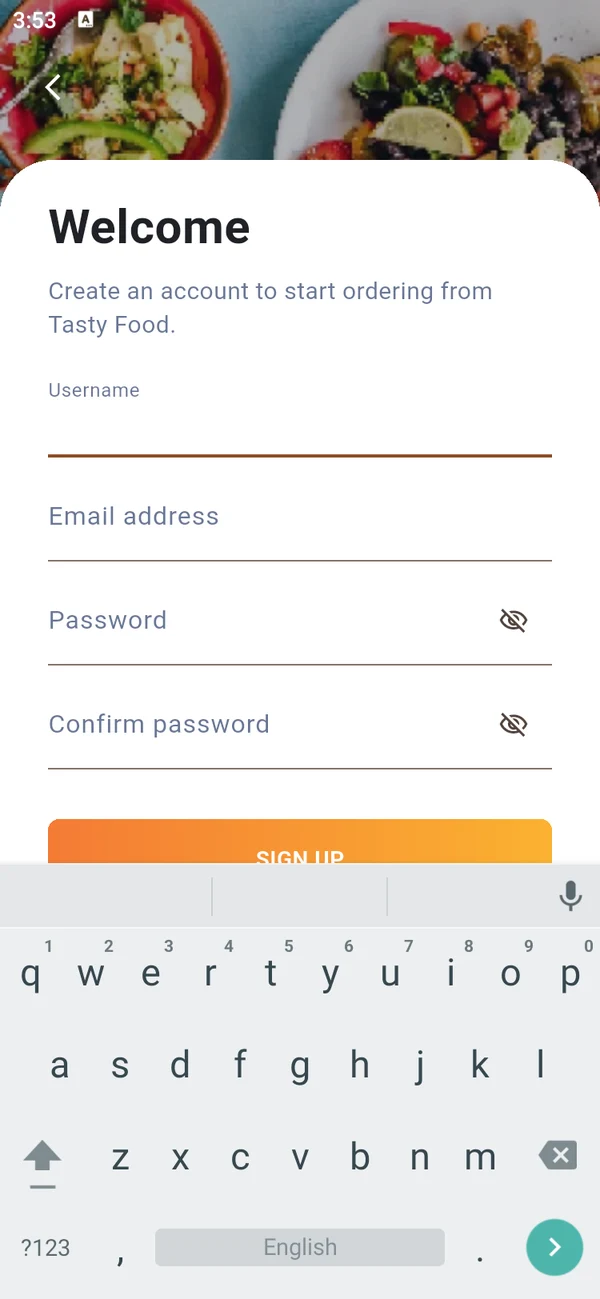 3:53 A
Welcome
Create an account to start ordering from
Tasty Food.
Username
Email address
Password
Confirm password
SIGN UP
1 2 3 4 5 6 7 8 9 0
q w e r t y u i o p
a s d f g h j k l
z x c v b n m
?123 , English .